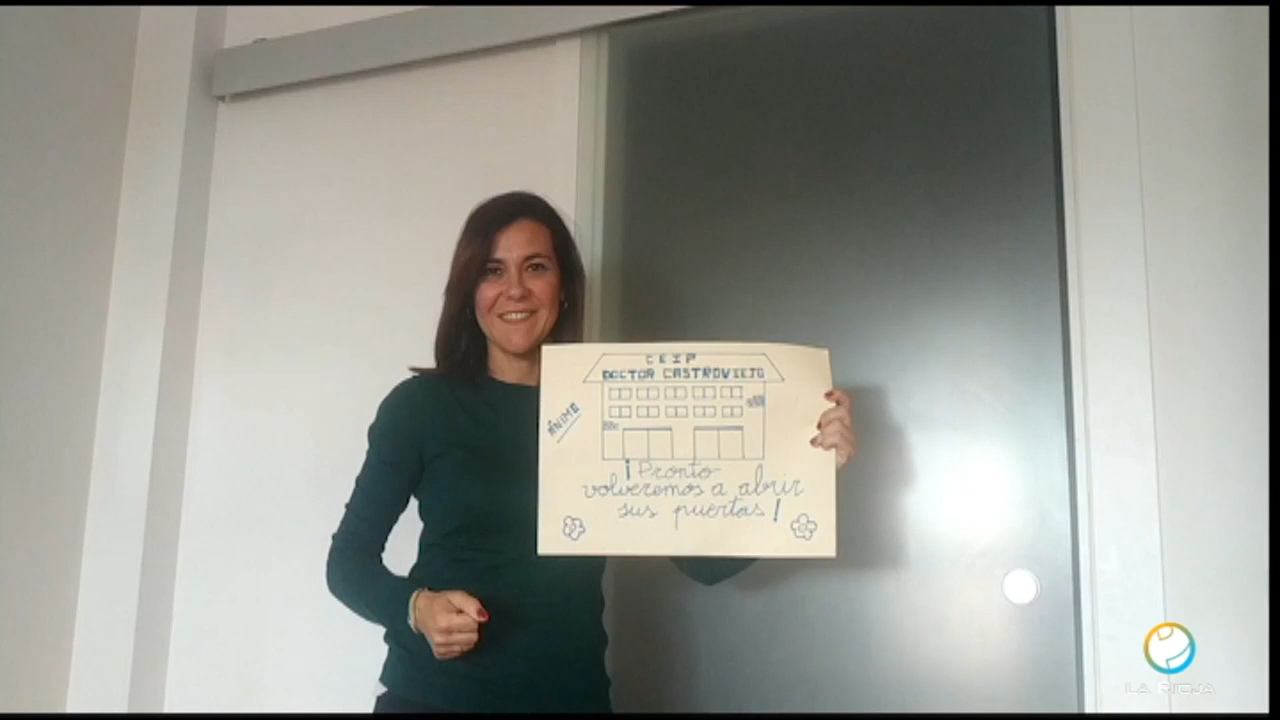 CEIP
DOCTOR CASTROVIEJO
ÁNIMO
¡Pronto
volveremos a abrir
sus puertas!
LA RIOJA